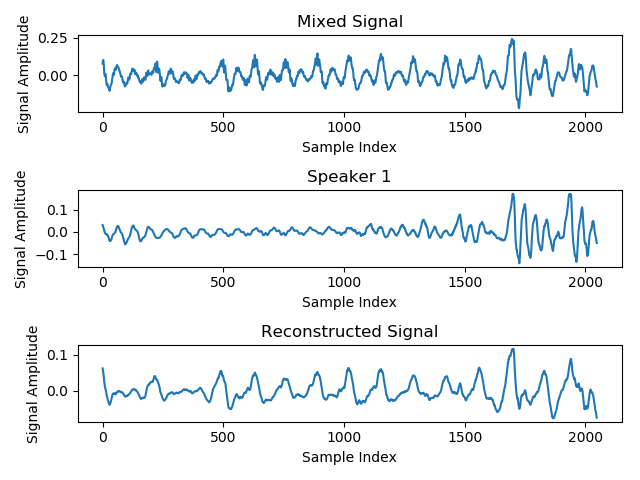 Mixed Signal
Signal Amplitude
0.25
0.00
0 500 1000 1500 2000
Sample Index
Speaker 1
Signal Amplitude
0.1
0.0
−0.1
0 500 1000 1500 2000
Sample Index
Reconstructed Signal
Signal Amplitude
0.1
0.0
0 500 1000 1500 2000
Sample Index